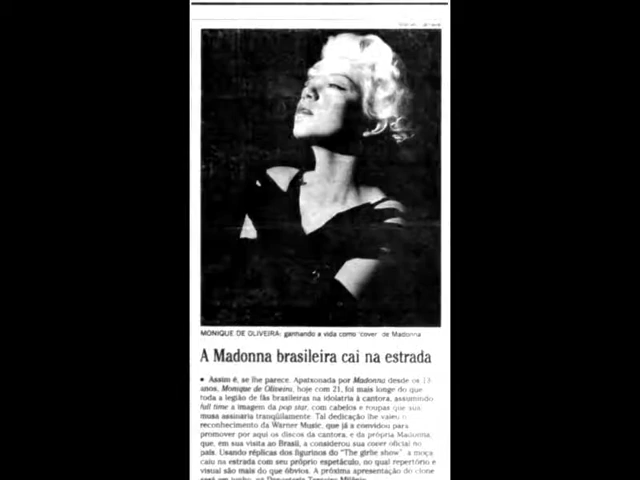 MONIQUE DE OLIVEIRA: ganhando a vida como 'cover' de Madonna
A Madonna brasileira cai na estrada
• Assim é, se lhe parece. Apaixonada por Madonna desde os 13
anos, Monique de Oliveira, hoje com 21, foi mais longe do que
toda a legião de fãs brasileiras na idolatria à cantora, assumindo
full time a imagem da pop star, com cabelos e roupas que sua
musa assinaria tranqüilamente. Tal dedicação lhe valeu o
reconhecimento da Warner Music, que já a convidou para
promover por aqui os discos da cantora, e da própria Madonna,
que, em sua visita ao Brasil, a considerou sua cover oficial no
país. Usando réplicas dos figurinos do "The girlie show" a moça
caiu na estrada com seu próprio espetáculo, no qual repertório e
visual são mais do que óbvios. A próxima apresentação do clone